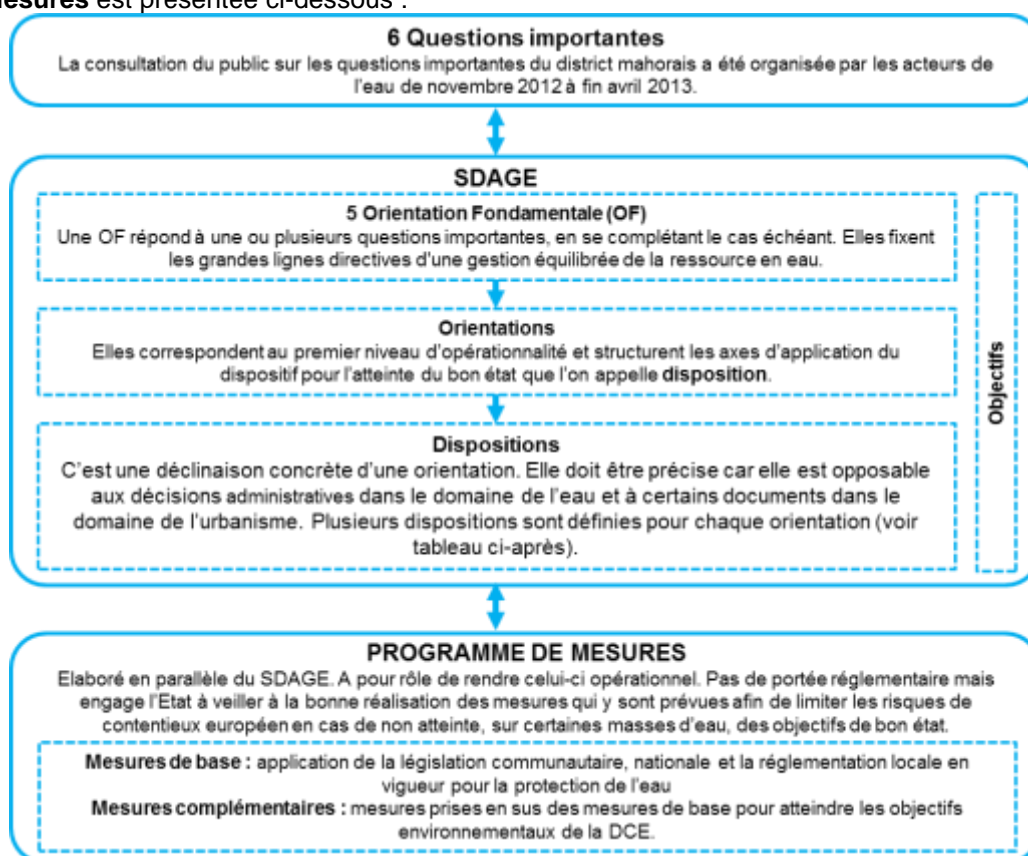 mesures est présentée ci-dessous :
6 Questions importantes
La consultation du public sur les questions importantes du district mahorais a été organisée par les acteurs de
l'eau de novembre 2012 à fin avril 2013.
SDAGE
5 Orientation Fondamentale (OF)
Une OF répond à une ou plusieurs questions importantes, en se complétant le cas échéant. Elles fixent
les grandes lignes directives d'une gestion équilibrée de la ressource en eau.
Orientations
Elles correspondent au premier niveau d'opérationnalité et structurent les axes d'application du
dispositif pour l'atteinte du bon état que l'on appelle disposition.
Dispositions
C'est une déclinaison concrète d'une orientation. Elle doit être précise car elle est opposable
aux décisions administratives dans le domaine de l'eau et à certains documents dans le
domaine de l'urbanisme. Plusieurs dispositions sont définies pour chaque orientation (voir
tableau ci-après).
Objectifs
PROGRAMME DE MESURES
Elaboré en parallèle du SDAGE. A pour rôle de rendre celui-ci opérationnel. Pas de portée réglementaire mais
engage l'Etat à veiller à la bonne réalisation des mesures qui y sont prévues afin de limiter les risques de
contentieux européen en cas de non atteinte, sur certaines masses d'eau, des objectifs de bon état.
Mesures de base : application de la législation communautaire, nationale et la réglementation locale en
vigueur pour la protection de l'eau
Mesures complémentaires : mesures prises en sus des mesures de base pour atteindre les objectifs
environnementaux de la DCE.